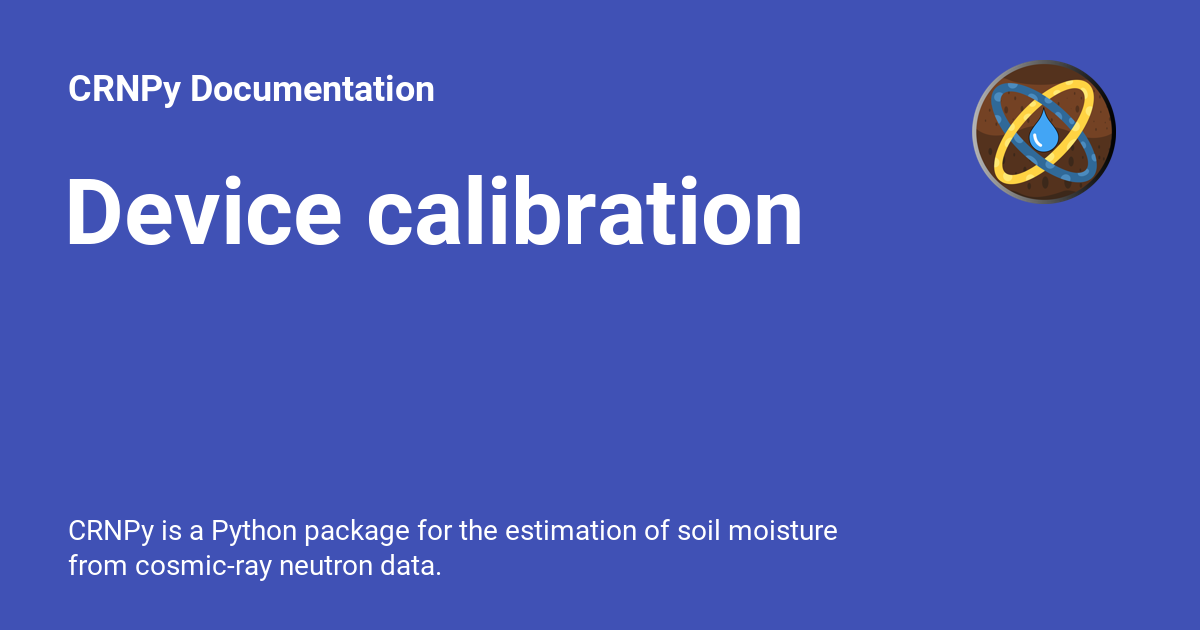 CRNPy Documentation
Device calibration
CRNPy is a Python package for the estimation of soil moisture
from cosmic-ray neutron data.